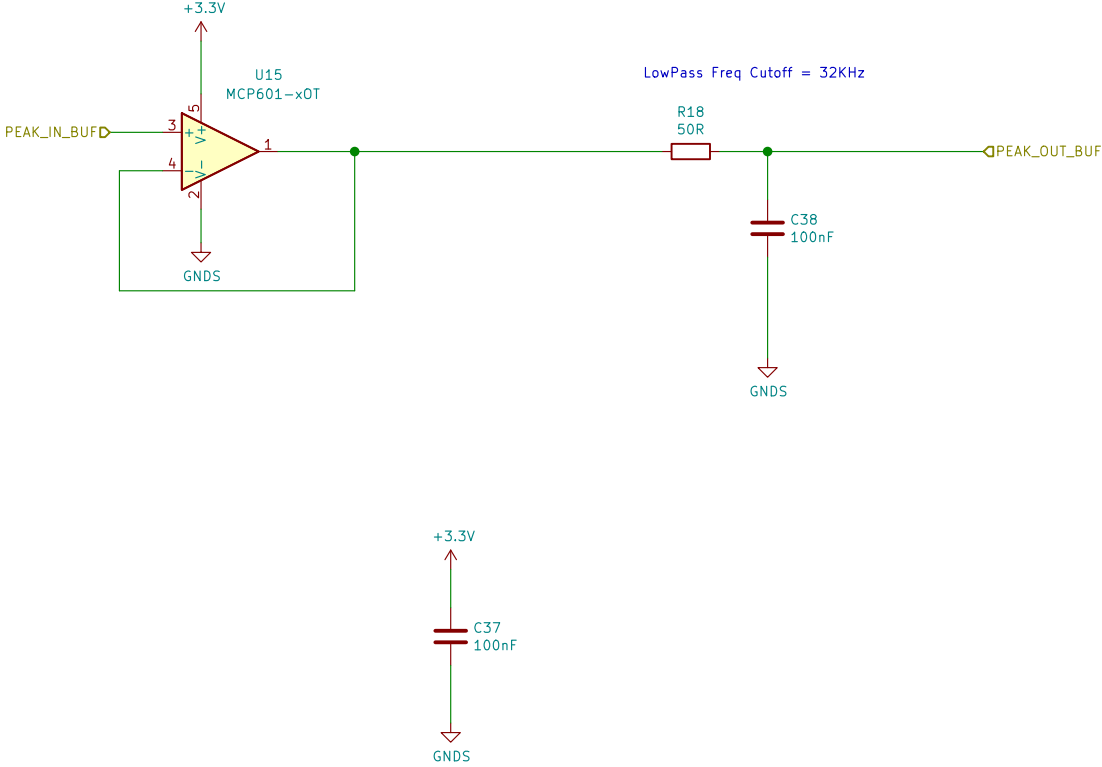 +3.3V
U15
MCP601-xOT
LowPass Freq Cutoff = 32KHz
R18
50R
PEAK_IN_BUF
3
+
5
V+
1
PEAK_OUT_BUF
4
-
V-
2
C38
100nF
GNDS
GNDS
+3.3V
C37
100nF
GNDS